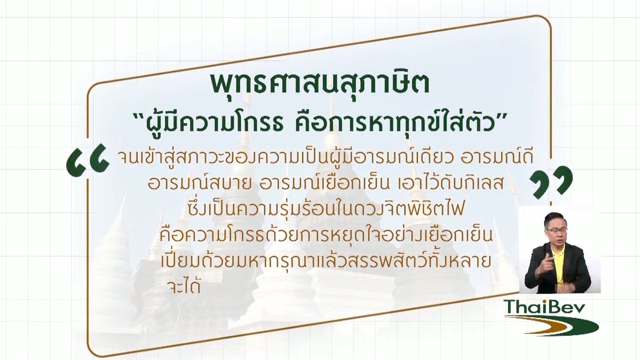 พุทธศาสนสุภาษิต
“ผู้มีความโกรธ คือการหาทุกข์ใส่ตัว”
จนเข้าสู่สภาวะของความเป็นผู้มีอารมณ์เดียว อารมณ์ดี
อารมณ์สบาย อารมณ์เยือกเย็น เอาไว้ดับกิเลส
ซึ่งเป็นความรุ่มร้อนในดวงจิตพิชิตไฟ
คือความโกรธด้วยการหยุดใจอย่างเยือกเย็น
เปี่ยมด้วยมหากรุณาแล้วสรรพสัตว์ทั้งหลาย
จะได้
ThaiBev